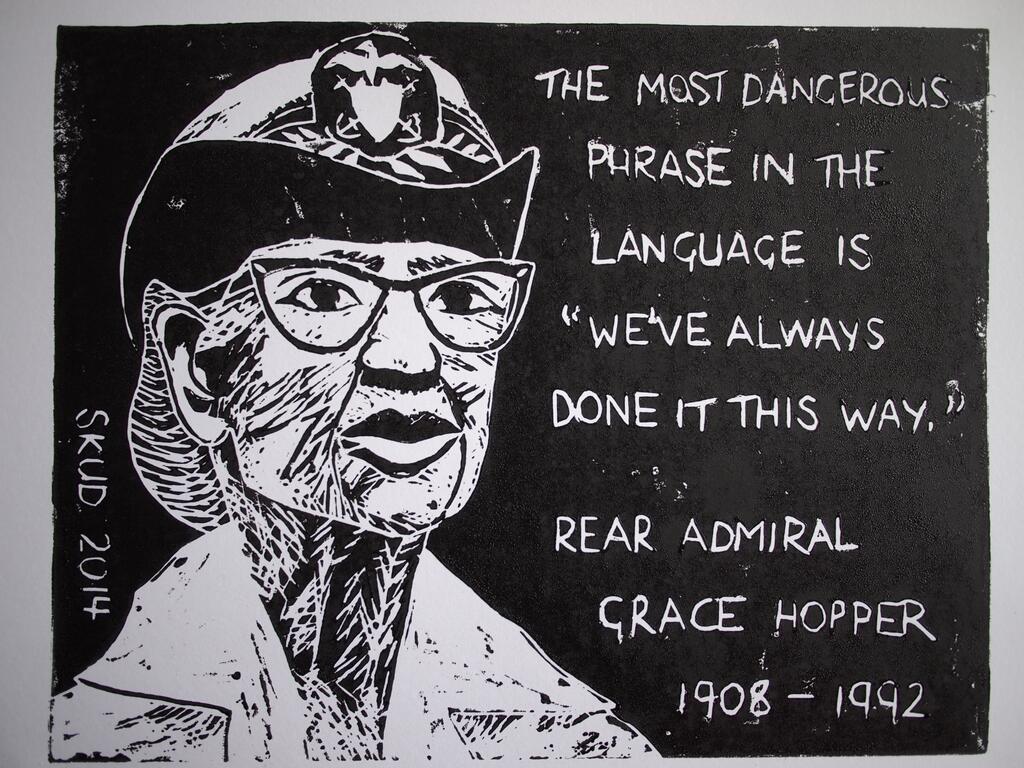 THE MOST DANGEROUS
PHRASE IN THE
LANGUAGE IS
"WE'VE ALWAYS
DONE IT THIS WAY."
REAR ADMIRAL
GRACE HOPPER
1908 - 1992
SKUD 2014